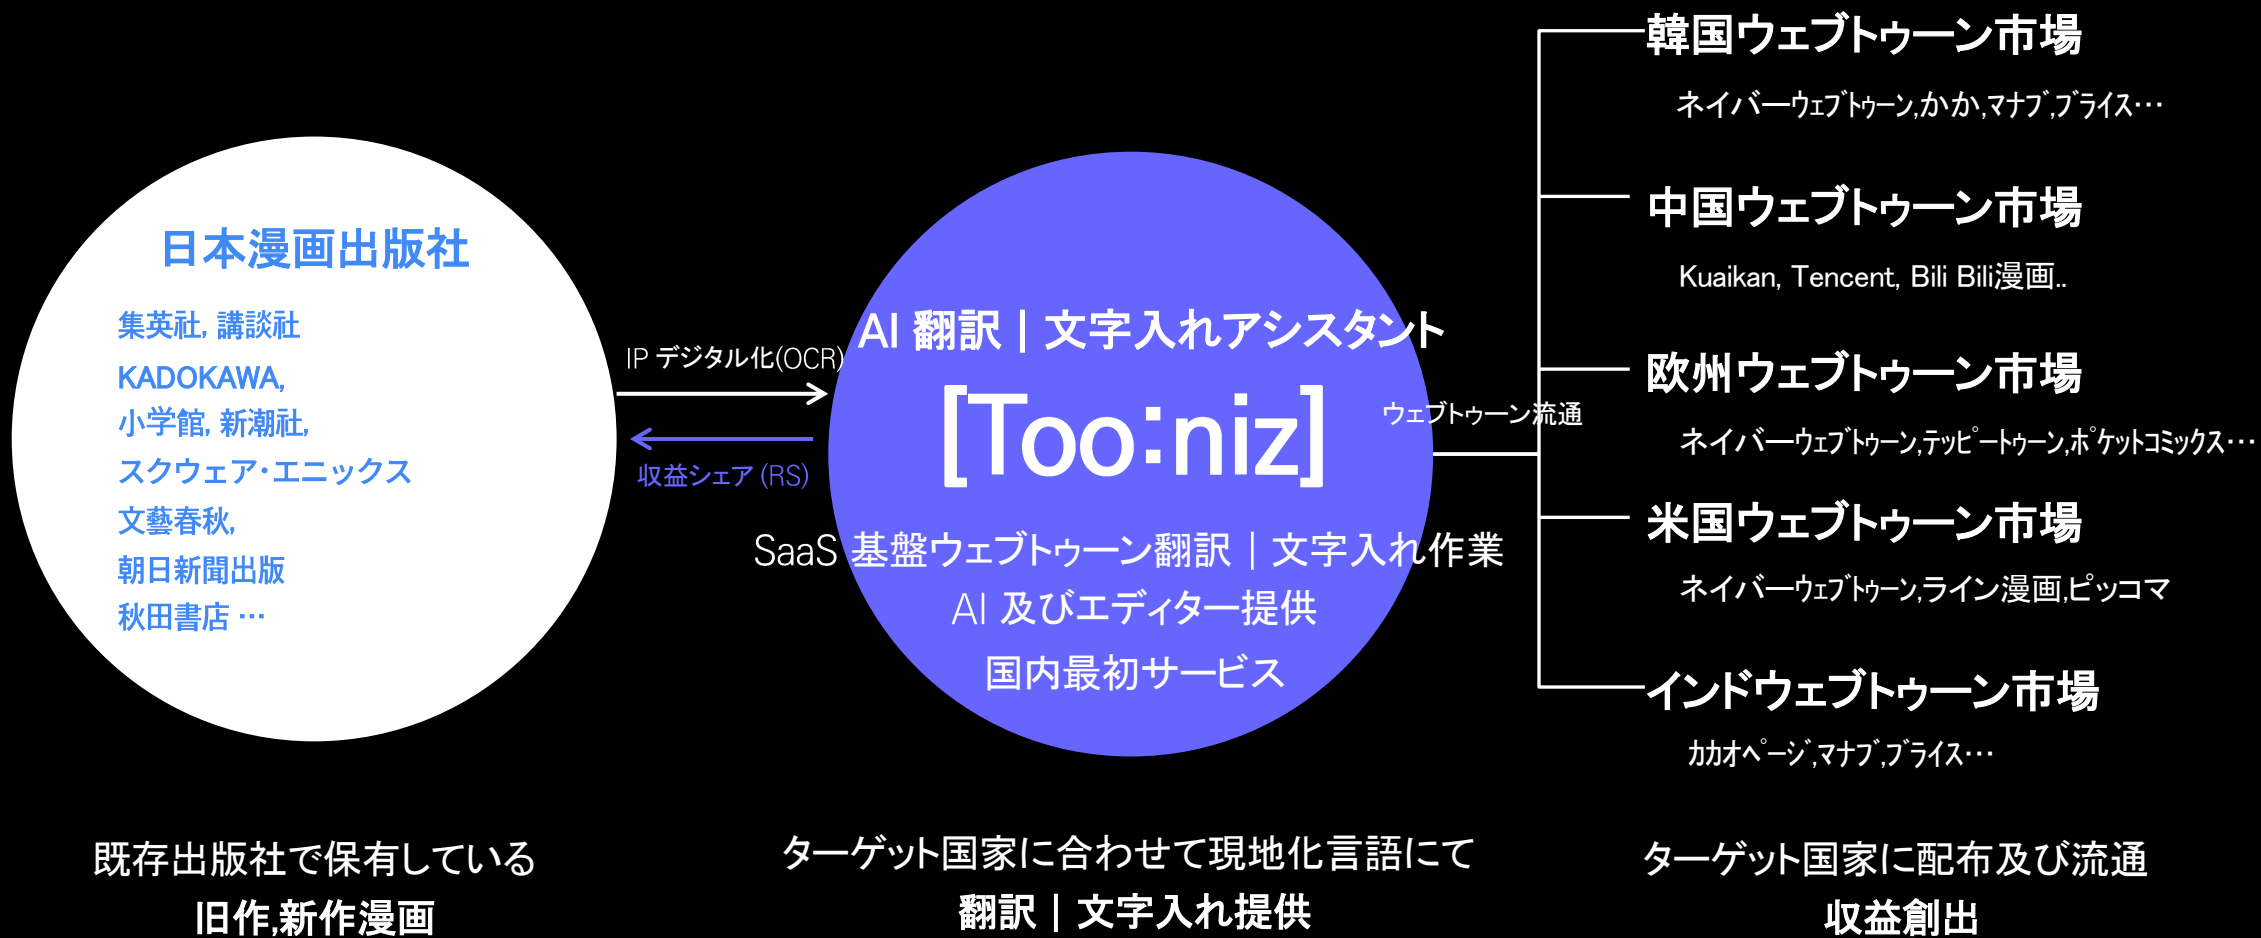 日本漫画出版社
集英社, 講談社
KADOKAWA,
小学館, 新潮社,
スクウェア・エニックス
文藝春秋,
朝日新聞出版
秋田書店 …
既存出版社で保有している
旧作,新作漫画
IP デジタル化(OCR)
収益シェア (RS)
AI 翻訳 | 文字入れアシスタント
[Too:niz]
SaaS 基盤ウェブトゥーン翻訳 | 文字入れ作業
AI 及びエディター提供
国内最初サービス
ターゲット国家に合わせて現地化言語にて
翻訳 | 文字入れ提供
ウェブトゥーン流通
韓国ウェブトゥーン市場
ネイバーウェブトゥーン,かか,マナブ,ブライス…
中国ウェブトゥーン市場
Kuaikan, Tencent, Bili Bili漫画..
欧州ウェブトゥーン市場
ネイバーウェブトゥーン,テッピートゥーン,ポケットコミックス…
米国ウェブトゥーン市場
ネイバーウェブトゥーン,ライン漫画,ピッコマ
インドウェブトゥーン市場
カカオページ,マナブ,ブライス…
ターゲット国家に配布及び流通
収益創出